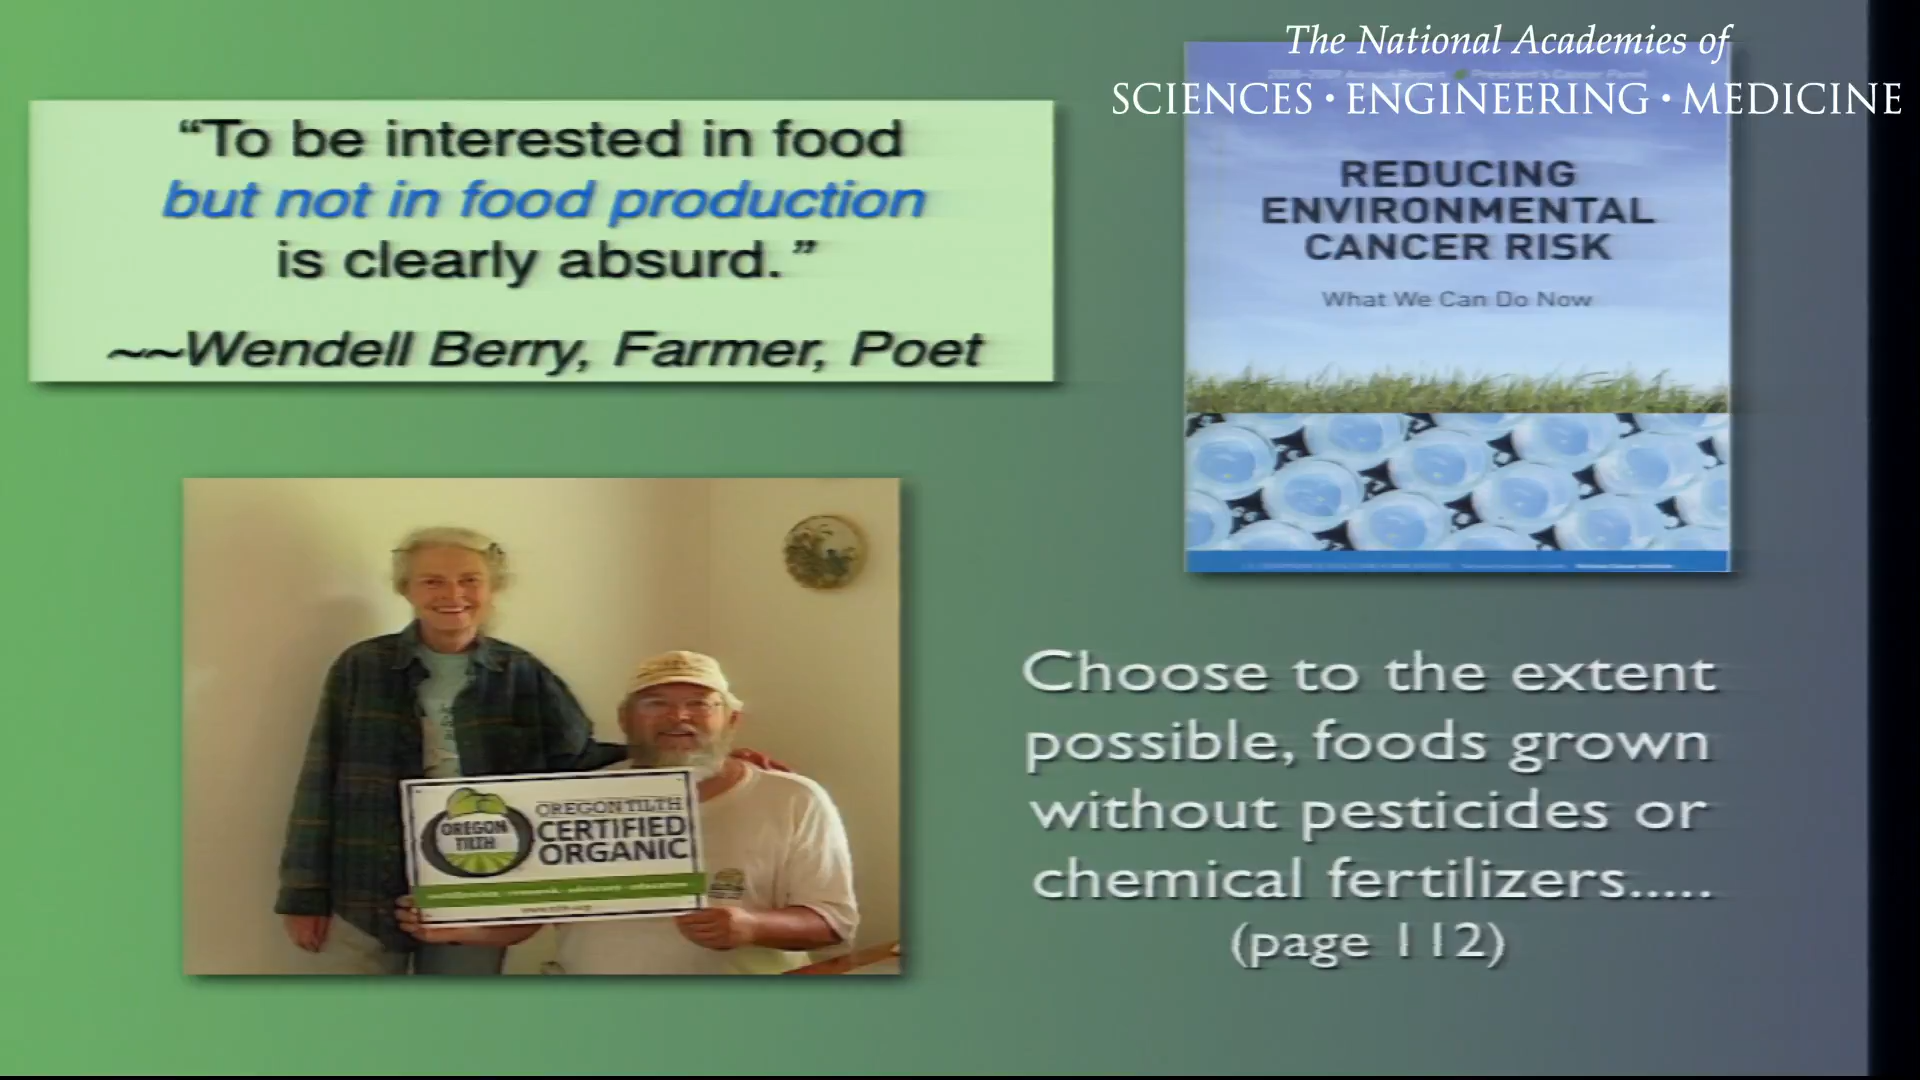 The National Academies of
SCIENCES · ENGINEERING · MEDICINE
“To be interested in food
but not in food production
is clearly absurd.”
~~Wendell Berry, Farmer, Poet
REDUCING
ENVIRONMENTAL
CANCER RISK
What We Can Do Now
OREGON
TILTH
OREGON TILTH
CERTIFIED
ORGANIC
Choose to the extent
possible, foods grown
without pesticides or
chemical fertilizers.....
(page 112)